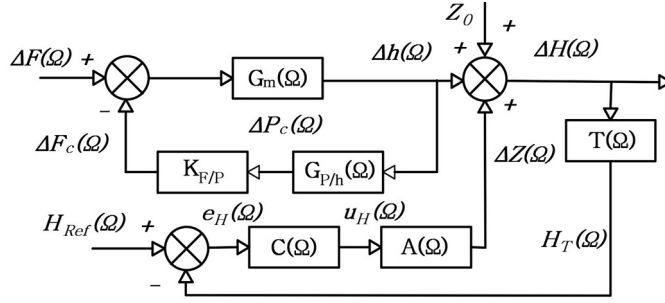 Z0
ΔF(Ω) + Δh(Ω) + + ΔH(Ω)
Gm(Ω)
− +
ΔFc(Ω) ΔPc(Ω) ΔZ(Ω) T(Ω)
KF/P GP/h(Ω)
HRef(Ω) + eH(Ω) uH(Ω) HT(Ω)
C(Ω) A(Ω)
−